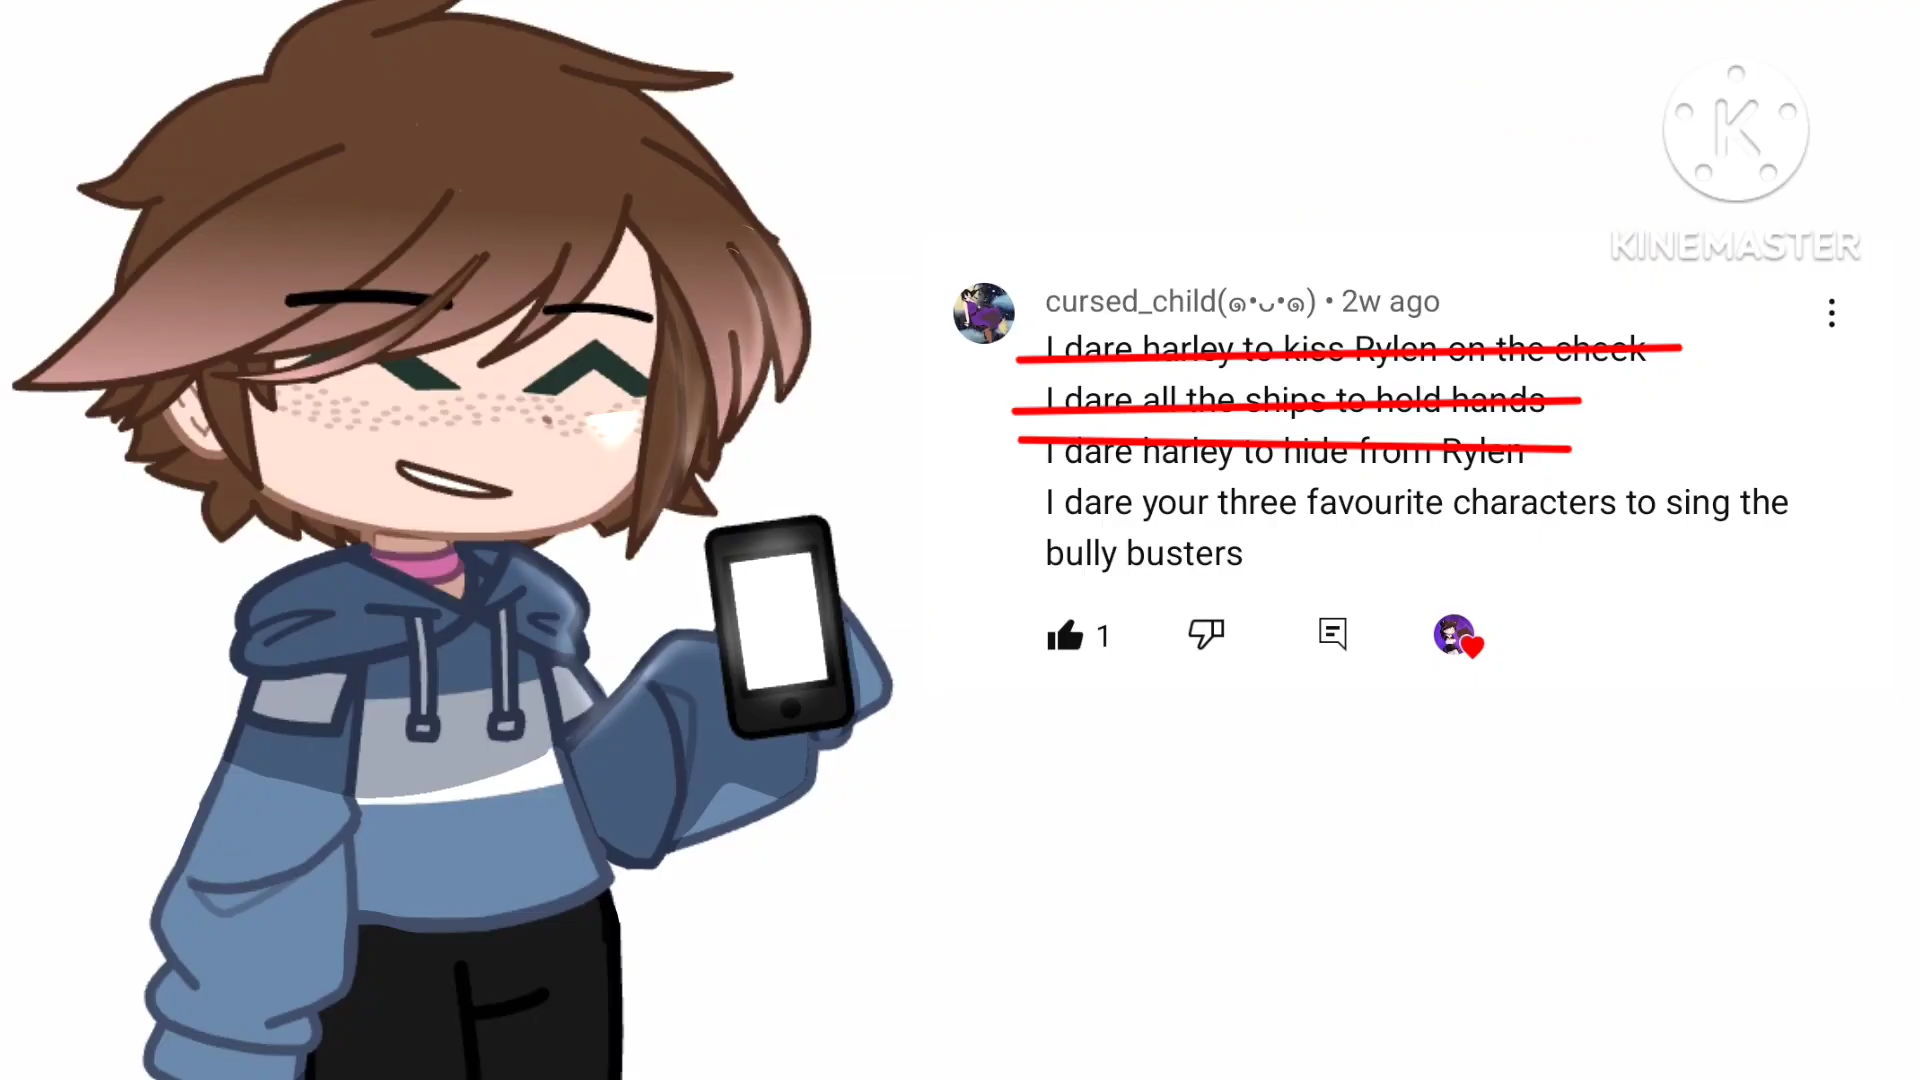 K
KINEMASTER
cursed_child(๑•ᴗ•๑) • 2w ago
I dare harley to kiss Rylen on the cheek
I dare all the ships to hold hands
I dare harley to hide from Rylen
I dare your three favourite characters to sing the
bully busters
1